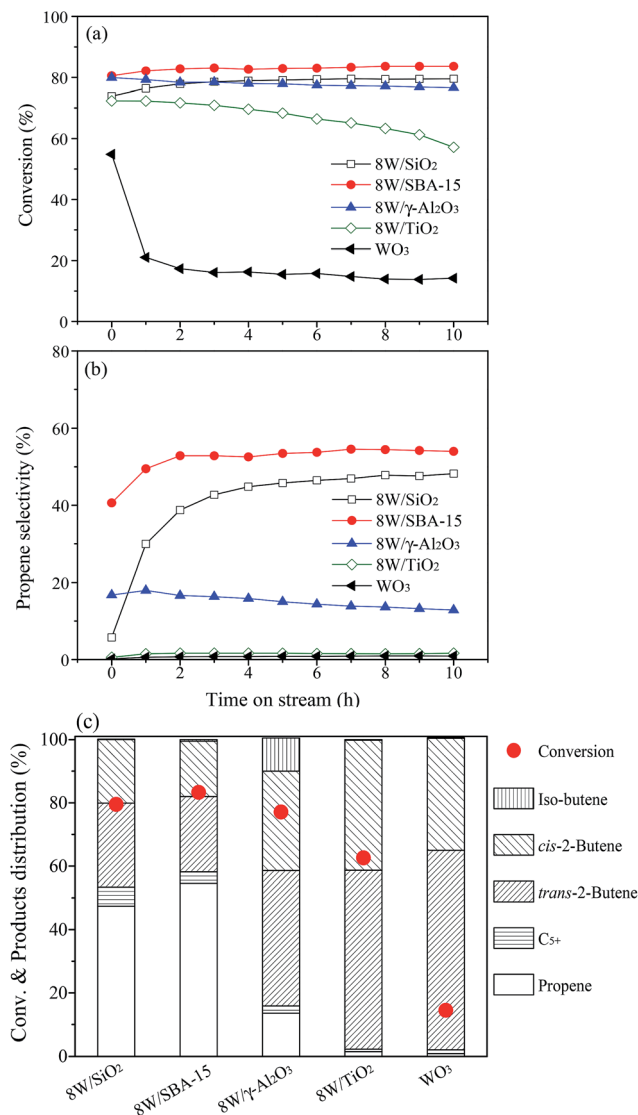 (a)
Conversion (%)
100
80
60
40
20
0
8W/SiO₂
8W/SBA-15
8W/γ-Al₂O₃
8W/TiO₂
WO₃
0 2 4 6 8 10
(b)
Propene selectivity (%)
80
60
40
20
0
8W/SiO₂
8W/SBA-15
8W/γ-Al₂O₃
8W/TiO₂
WO₃
0 2 4 6 8 10
Time on stream (h)
(c)
Conv. & Products distribution (%)
100
80
60
40
20
0
Conversion
Iso-butene
cis-2-Butene
trans-2-Butene
C₅₊
Propene
8W/SiO₂
8W/SBA-15
8W/γ-Al₂O₃
8W/TiO₂
WO₃